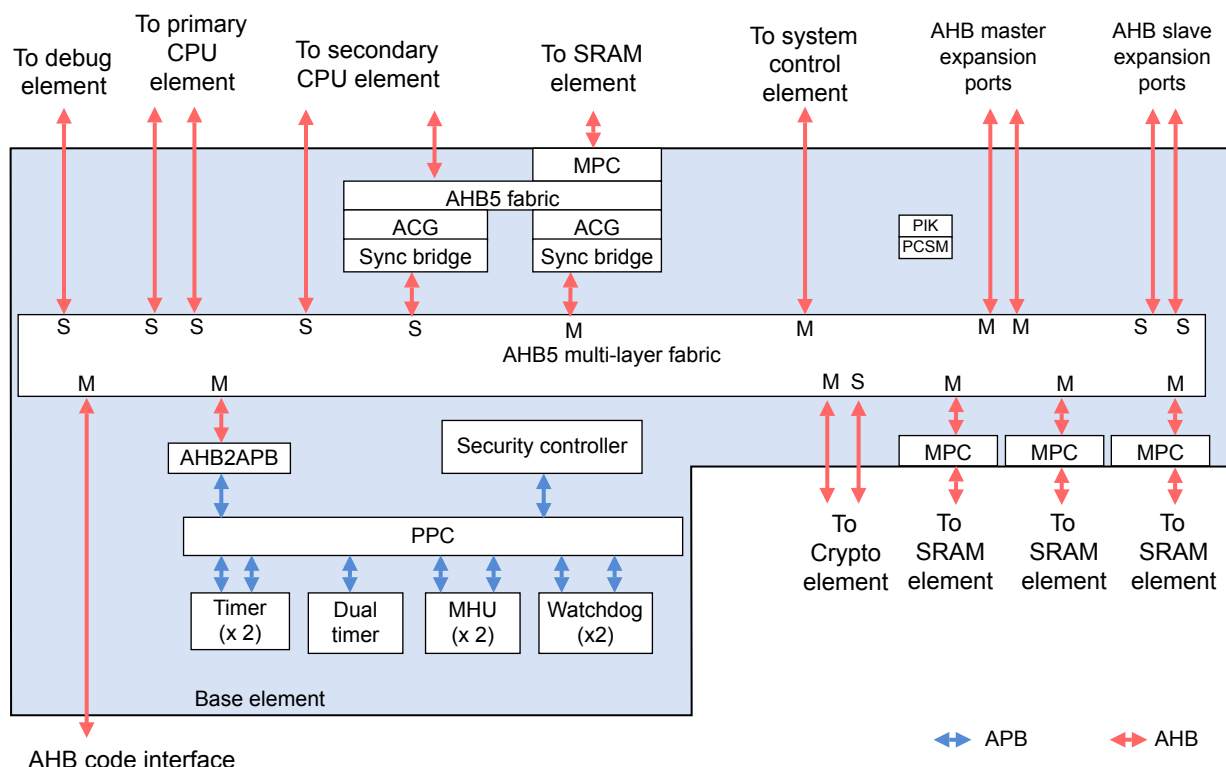 To debug
element
To primary
CPU
element
To secondary
CPU element
To SRAM
element
To system
control
element
AHB master
expansion
ports
AHB slave
expansion
ports
MPC
AHB5 fabric
ACG
ACG
Sync bridge
Sync bridge
PIK
PCSM
S
S
S
S
S
M
M
M
M
S
S
AHB5 multi-layer fabric
M
M
M
S
M
M
M
AHB2APB
Security controller
MPC
MPC
MPC
PPC
To
Crypto
element
To
SRAM
element
To
SRAM
element
To
SRAM
element
Timer
(x 2)
Dual
timer
MHU
(x 2)
Watchdog
(x2)
Base element
AHB code interface
APB
AHB